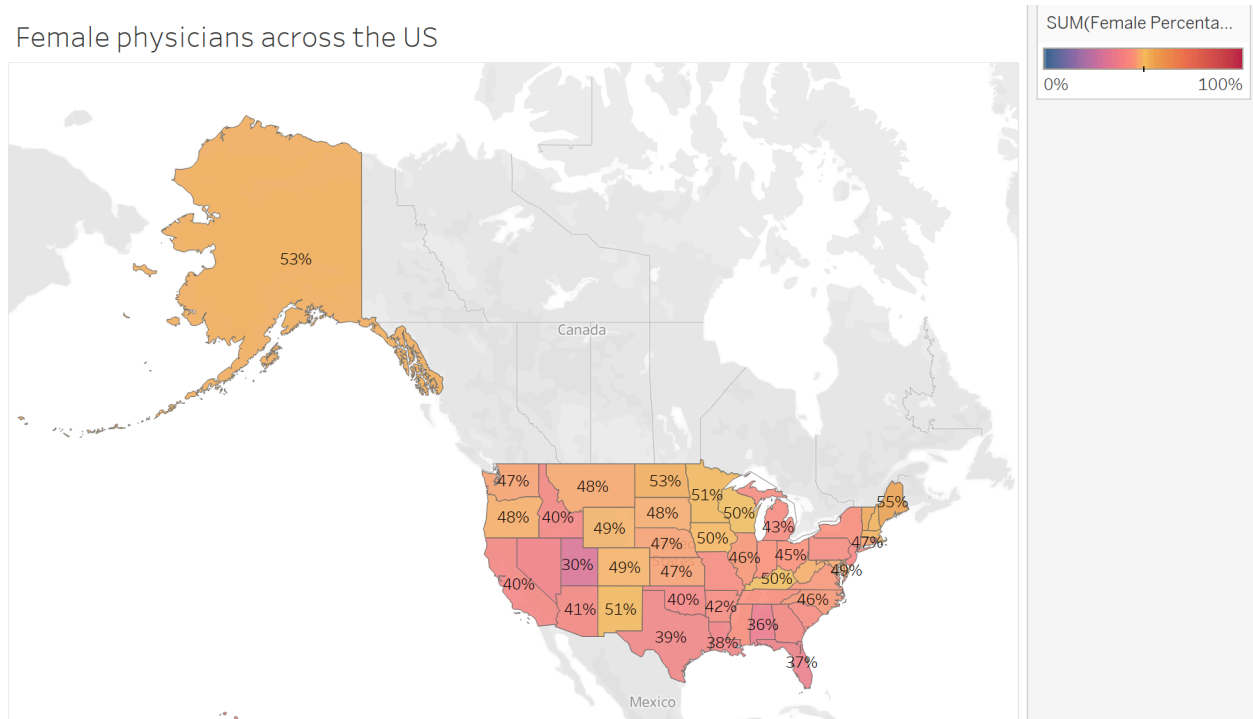 Female physicians across the US
SUM(Female Percenta...
0% 100%
53%
Canada
47% 48% 53% 51% 55%
48% 40% 49% 48% 50% 43% 47%
30% 49% 47% 50% 46% 45% 49%
40% 47% 50%
41% 51% 40% 42% 46%
39% 38% 36%
37%
Mexico